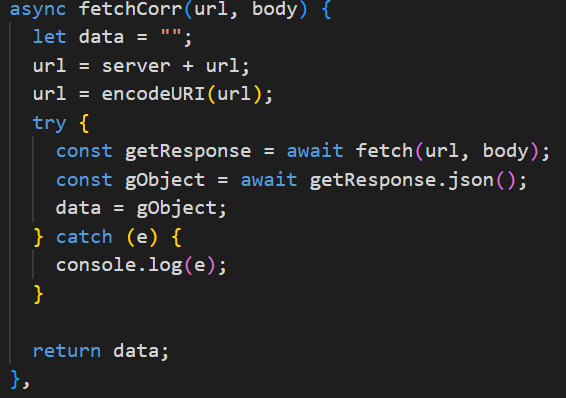 async fetchCorr(url, body) {
let data = "";
url = server + url;
url = encodeURI(url);
try {
const getResponse = await fetch(url, body);
const gObject = await getResponse.json();
data = gObject;
} catch (e) {
console.log(e);
}
return data;
},